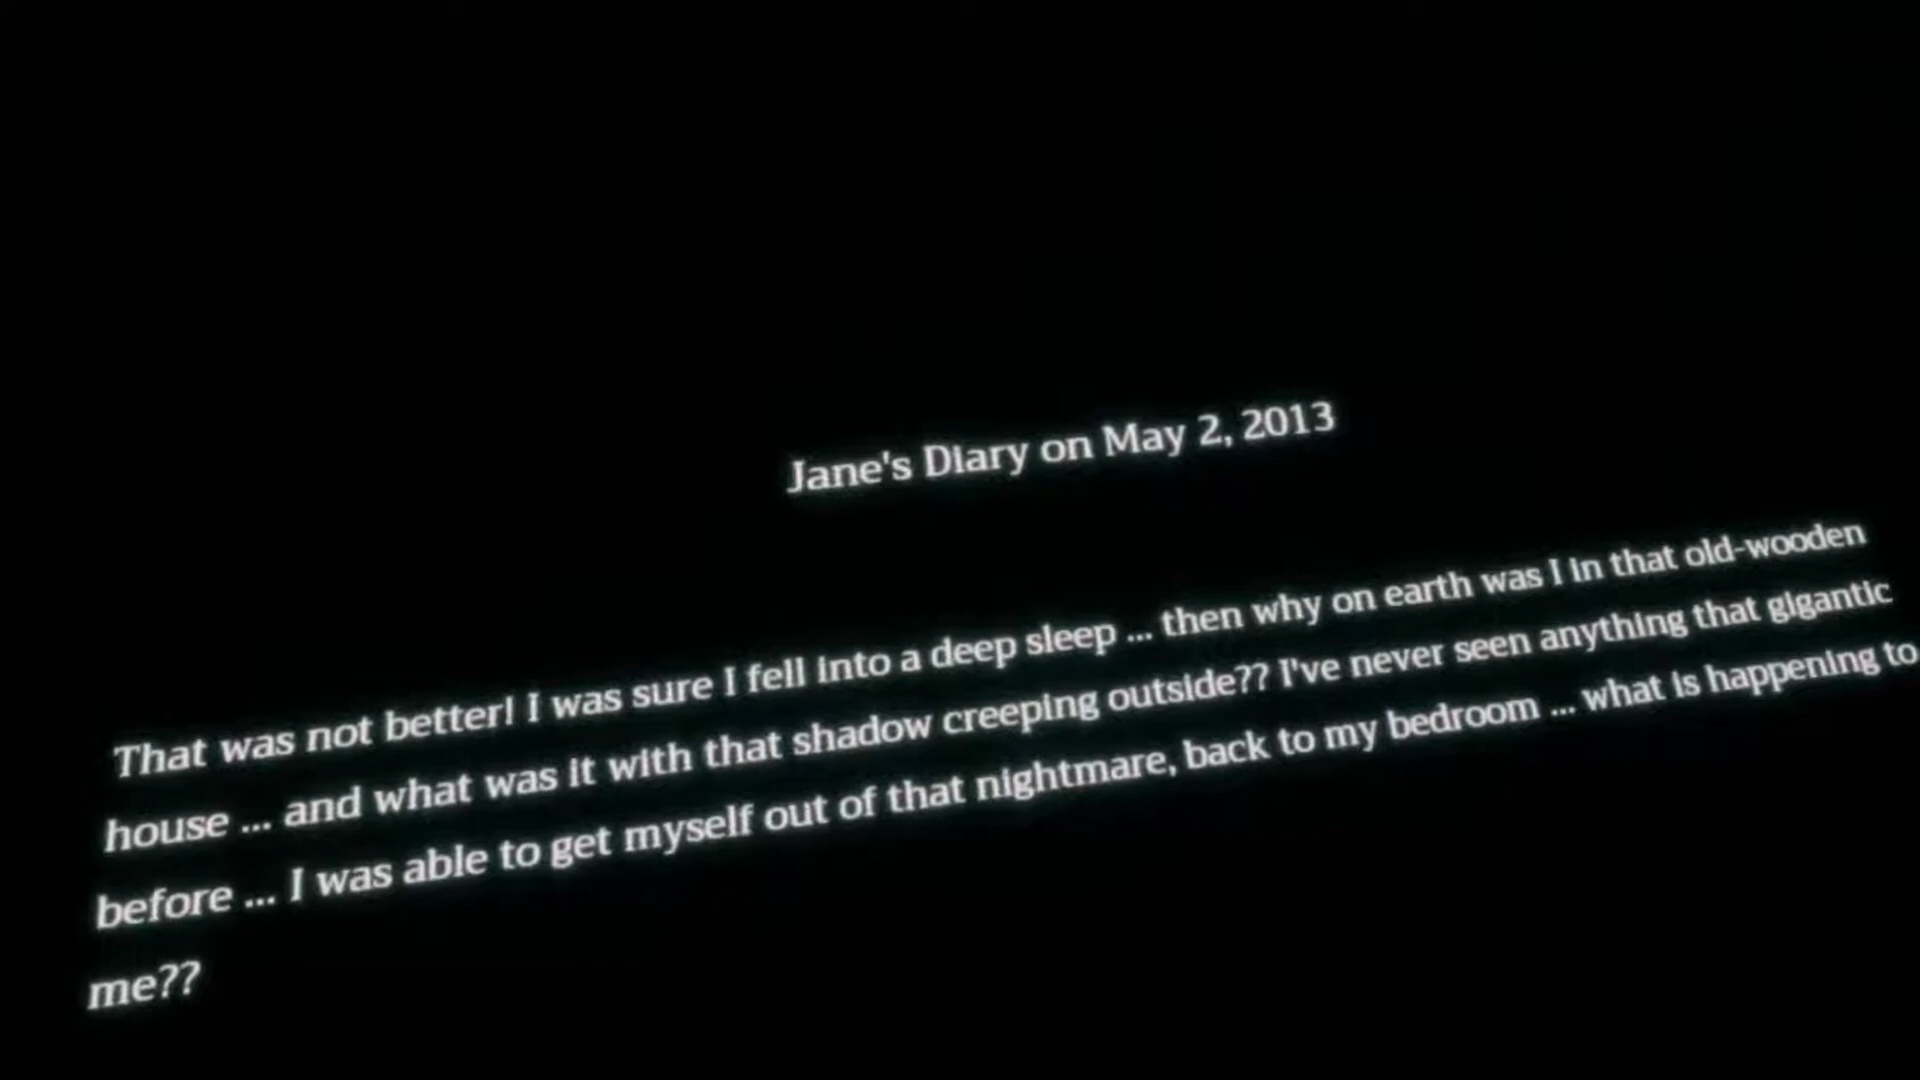 Jane's Diary on May 2, 2013
That was not better! I was sure I fell into a deep sleep ... then why on earth was I in that old-wooden
house ... and what was it with that shadow creeping outside?? I've never seen anything that gigantic
before ... I was able to get myself out of that nightmare, back to my bedroom ... what is happening to
me??